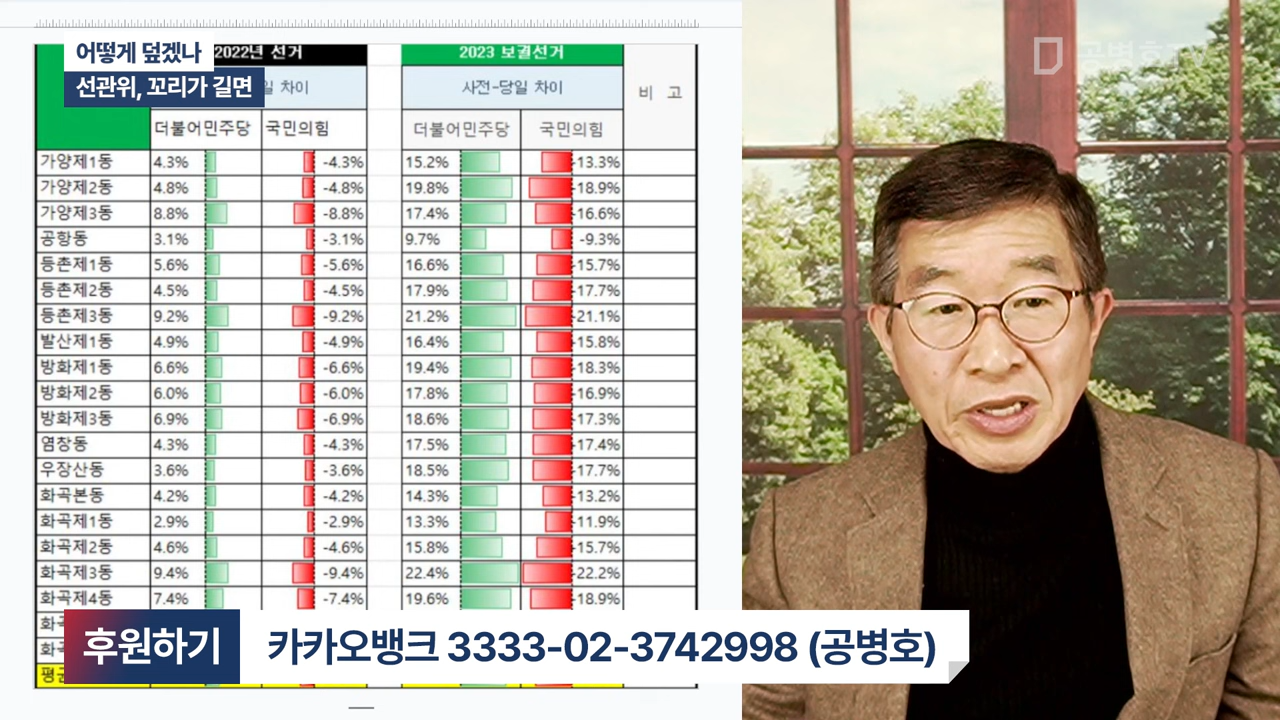 어떻게 덮겠나
선관위, 꼬리가 길면
2022년 선거
2023 보궐선거
일 차이
사전-당일 차이
비 고
더불어민주당 국민의힘 더불어민주당 국민의힘
가양제1동 4.3% -4.3% 15.2% -13.3%
가양제2동 4.8% -4.8% 19.8% -18.9%
가양제3동 8.8% -8.8% 17.4% -16.6%
공항동 3.1% -3.1% 9.7% -9.3%
등촌제1동 5.6% -5.6% 16.6% -15.7%
등촌제2동 4.5% -4.5% 17.9% -17.7%
등촌제3동 9.2% -9.2% 21.2% -21.1%
발산제1동 4.9% -4.9% 16.4% -15.8%
방화제1동 6.6% -6.6% 19.4% -18.3%
방화제2동 6.0% -6.0% 17.8% -16.9%
방화제3동 6.9% -6.9% 18.6% -17.3%
염창동 4.3% -4.3% 17.5% -17.4%
우장산동 3.6% -3.6% 18.5% -17.7%
화곡본동 4.2% -4.2% 14.3% -13.2%
화곡제1동 2.9% -2.9% 13.3% -11.9%
화곡제2동 4.6% -4.6% 15.8% -15.7%
화곡제3동 9.4% -9.4% 22.4% -22.2%
화곡제4동 7.4% -7.4% 19.6% -18.9%
화곡
화곡
평균
후원하기 카카오뱅크 3333-02-3742998 (공병호)
공병호TV